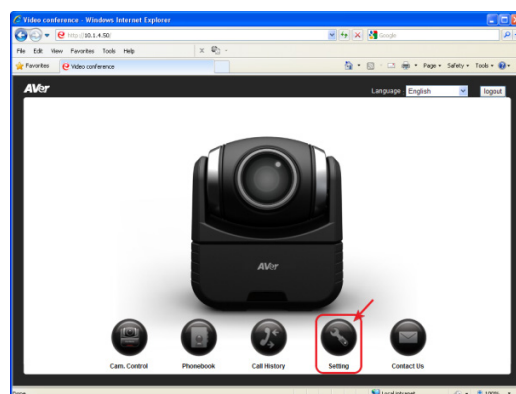 Video conference - Windows Internet Explorer
http://10.1.4.50/
Google
File Edit View Favorites Tools Help
Favorites
Video conference
Page Safety Tools
AVer
Language : English
logout
AVer
Cam. Control
Phonebook
Call History
Setting
Contact Us
Done
Local intranet
100%